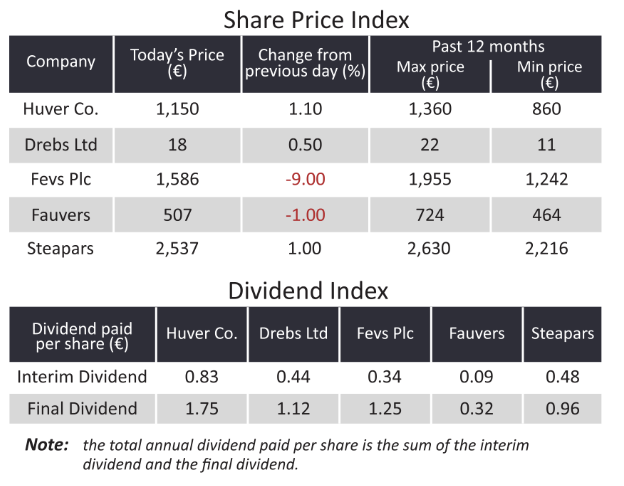 Share Price Index
Company Today's Price (€) Change from previous day (%) Past 12 months
Max price (€) Min price (€)
Huver Co. 1,150 1.10 1,360 860
Drebs Ltd 18 0.50 22 11
Fevs Plc 1,586 -9.00 1,955 1,242
Fauvers 507 -1.00 724 464
Steapars 2,537 1.00 2,630 2,216
Dividend Index
Dividend paid per share (€) Huver Co. Drebs Ltd Fevs Plc Fauvers Steapars
Interim Dividend 0.83 0.44 0.34 0.09 0.48
Final Dividend 1.75 1.12 1.25 0.32 0.96
Note: the total annual dividend paid per share is the sum of the interim
dividend and the final dividend.